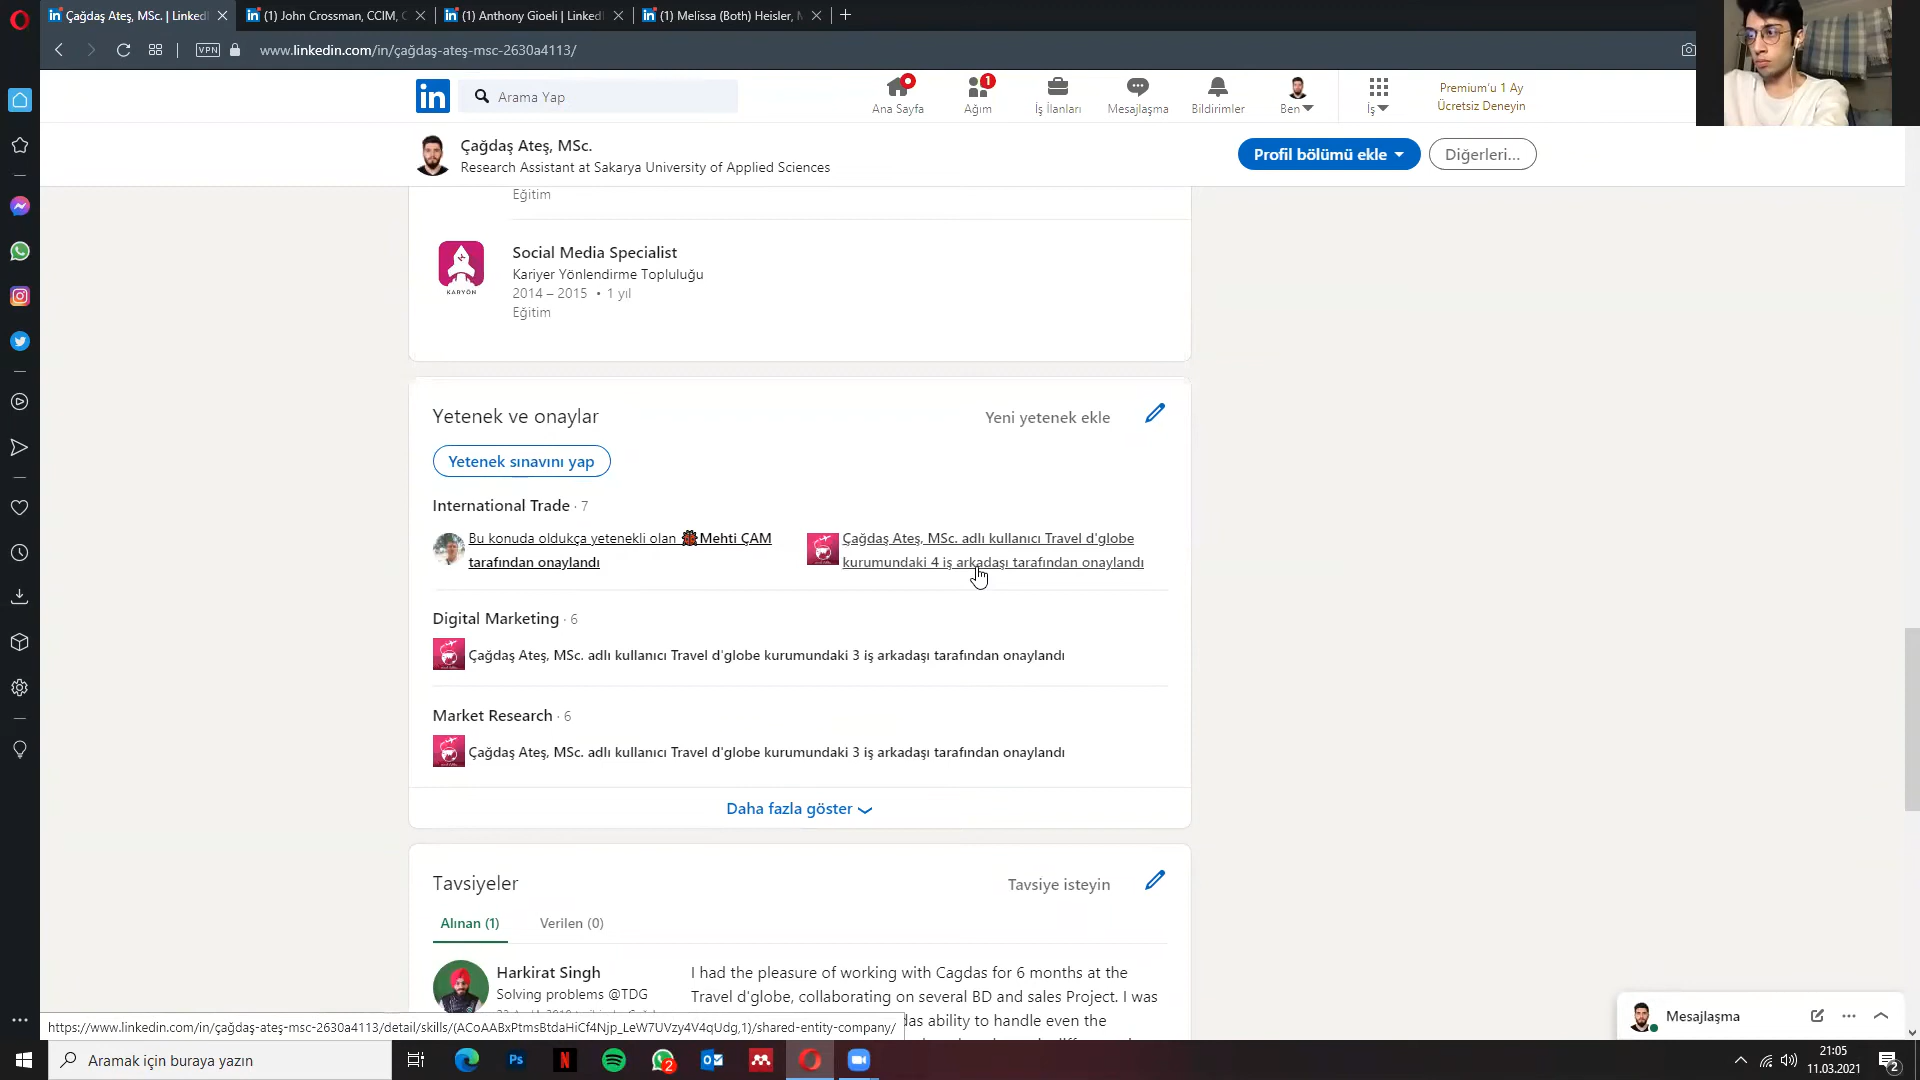 Çağdaş Ateş, MSc. | LinkedI
(1) John Crossman, CCIM, C
(1) Anthony Gioeli | LinkedI
(1) Melissa (Both) Heisler, M
VPN
www.linkedin.com/in/çağdaş-ateş-msc-2630a4113/
in
Arama Yap
Ana Sayfa
1
Ağım
İş İlanları
Mesajlaşma
Bildirimler
Ben
İş
Premium'u 1 Ay
Ücretsiz Deneyin
Çağdaş Ateş, MSc.
Research Assistant at Sakarya University of Applied Sciences
Profil bölümü ekle
Diğerleri...
Eğitim
KARYÖN
Social Media Specialist
Kariyer Yönlendirme Topluluğu
2014 – 2015 • 1 yıl
Eğitim
Yetenek ve onaylar
Yeni yetenek ekle
Yetenek sınavını yap
International Trade · 7
Bu konuda oldukça yetenekli olan 🐞Mehti ÇAM
tarafından onaylandı
Çağdaş Ateş, MSc. adlı kullanıcı Travel d'globe
kurumundaki 4 iş arkadaşı tarafından onaylandı
Digital Marketing · 6
Çağdaş Ateş, MSc. adlı kullanıcı Travel d'globe kurumundaki 3 iş arkadaşı tarafından onaylandı
Market Research · 6
Çağdaş Ateş, MSc. adlı kullanıcı Travel d'globe kurumundaki 3 iş arkadaşı tarafından onaylandı
Daha fazla göster
Tavsiyeler
Tavsiye isteyin
Alınan (1)
Verilen (0)
Harkirat Singh
Solving problems @TDG
I had the pleasure of working with Cagdas for 6 months at the
Travel d'globe, collaborating on several BD and sales Project. I was
das ability to handle even the
https://www.linkedin.com/in/çağdaş-ateş-msc-2630a4113/detail/skills/(ACoAABxPtmsBtdaHiCf4Njp_LeW7UVzy4V4qUdg,1)/shared-entity-company/
Mesajlaşma
Aramak için buraya yazın
Ps
N
2
21:05
11.03.2021
2